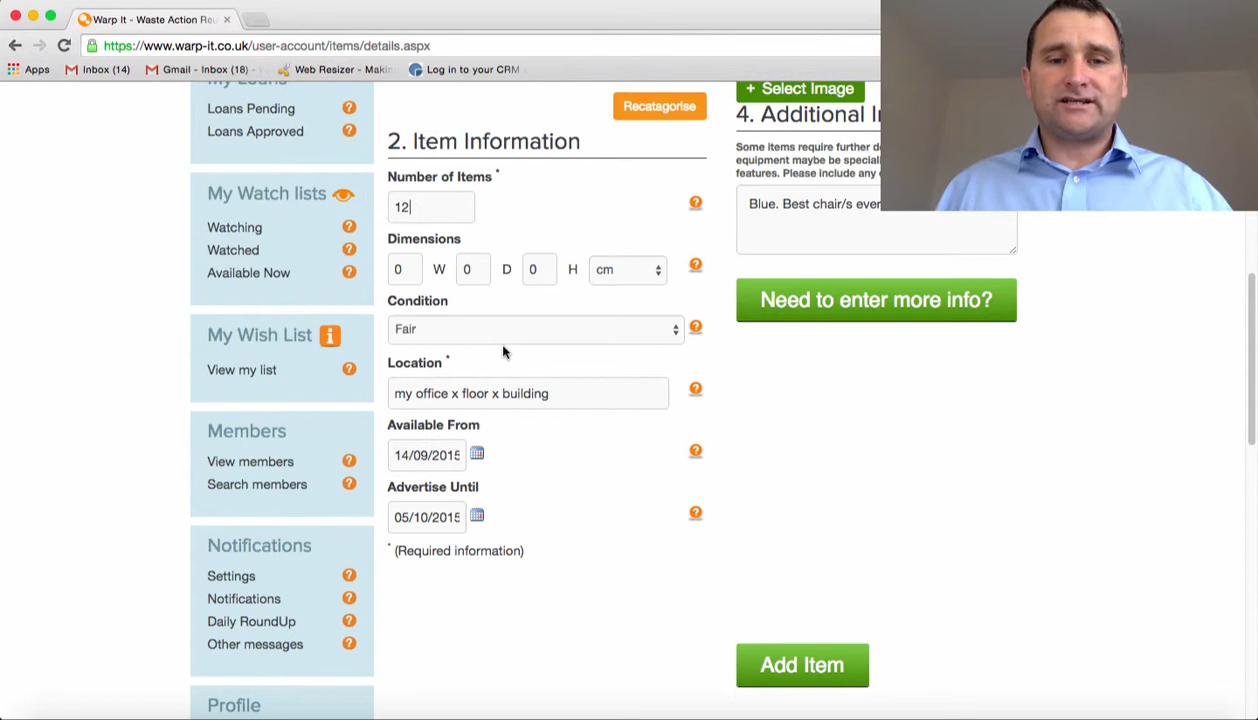 Warp It - Waste Action Reu
https://www.warp-it.co.uk/user-account/items/details.aspx
Apps
Inbox (14)
Gmail - Inbox (18) -
Web Resizer - Makin
Log in to your CRM
My Loans
Loans Pending
Loans Approved
My Watch lists
Watching
Watched
Available Now
My Wish List
View my list
Members
View members
Search members
Notifications
Settings
Notifications
Daily RoundUp
Other messages
Profile
Recatagorise
2. Item Information
Number of Items *
12
Dimensions
0 W 0 D 0 H cm
Condition
Fair
Location *
my office x floor x building
Available From
14/09/2015
Advertise Until
05/10/2015
* (Required information)
+ Select Image
4. Additional I
Some items require further d
equipment maybe be speciali
features. Please include any
Blue. Best chair/s ever
Need to enter more info?
Add Item